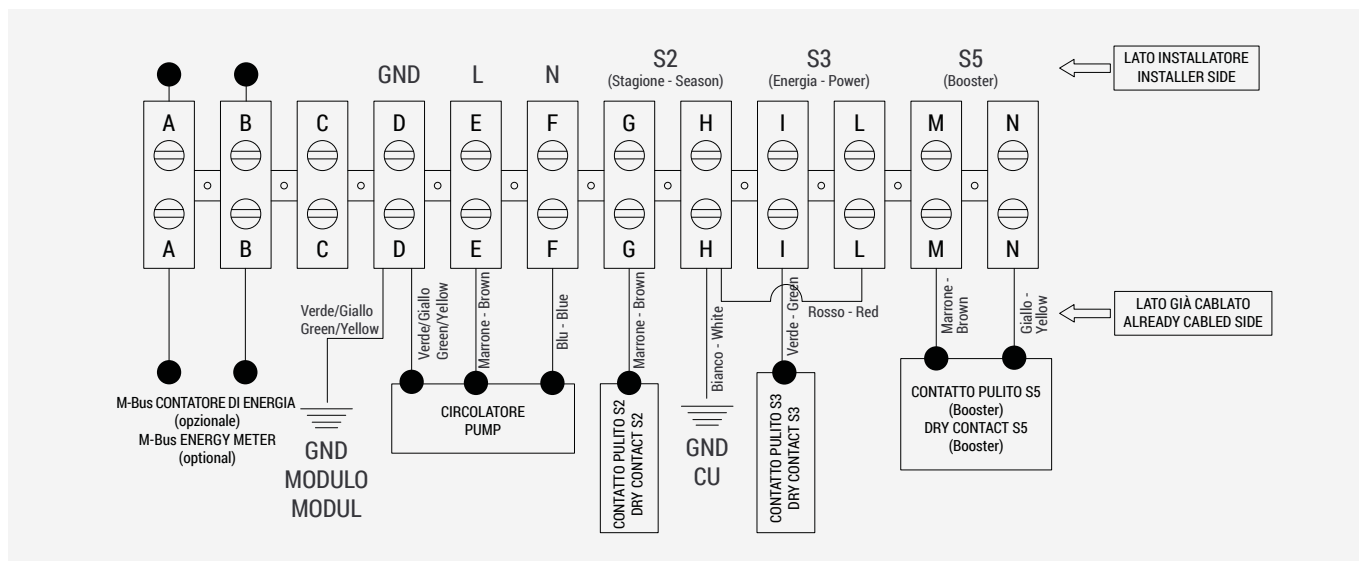 GND
L
N
S2
(Stagione - Season)
S3
(Energia - Power)
S5
(Booster)
LATO INSTALLATORE
INSTALLER SIDE
A
B
C
D
E
F
G
H
I
L
M
N
A
B
C
D
E
F
G
H
I
L
M
N
Verde/Giallo
Green/Yellow
Verde/Giallo
Green/Yellow
Marrone - Brown
Blu - Blue
Marrone - Brown
Bianco - White
Verde - Green
Rosso - Red
Marrone -
Brown
Giallo -
Yellow
LATO GIÀ CABLATO
ALREADY CABLED SIDE
M-Bus CONTATORE DI ENERGIA
(opzionale)
M-Bus ENERGY METER
(optional)
GND
MODULO
MODUL
CIRCOLATORE
PUMP
CONTATTO PULITO S2
DRY CONTACT S2
GND
CU
CONTATTO PULITO S3
DRY CONTACT S3
CONTATTO PULITO S5
(Booster)
DRY CONTACT S5
(Booster)